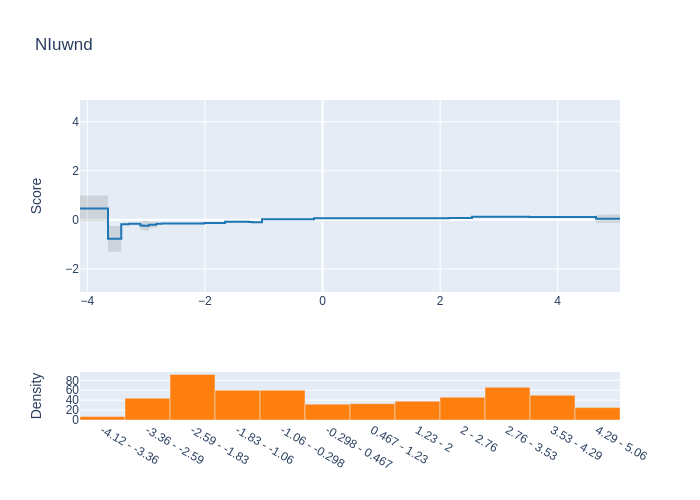 NIuwnd
Score
4
2
0
−2
−4
−2
0
2
4
Density
80
60
40
20
0
-4.12 - -3.36
-3.36 - -2.59
-2.59 - -1.83
-1.83 - -1.06
-1.06 - -0.298
-0.298 - 0.467
0.467 - 1.23
1.23 - 2
2 - 2.76
2.76 - 3.53
3.53 - 4.29
4.29 - 5.06